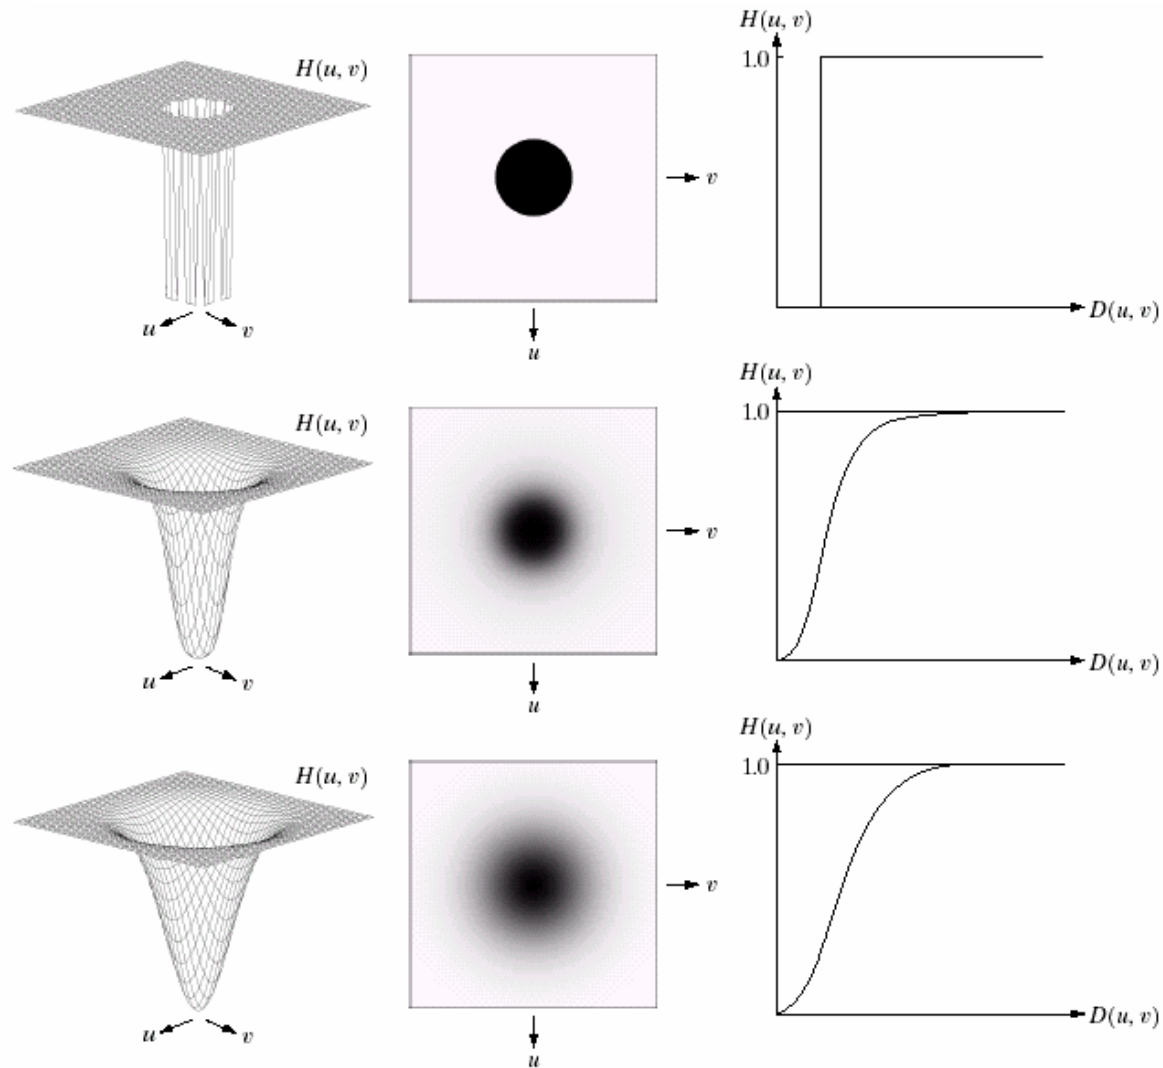 H(u, v)
H(u, v)
1.0
v
D(u, v)
u
v
u
H(u, v)
H(u, v)
1.0
v
D(u, v)
u
v
u
H(u, v)
H(u, v)
1.0
v
D(u, v)
u
v
u